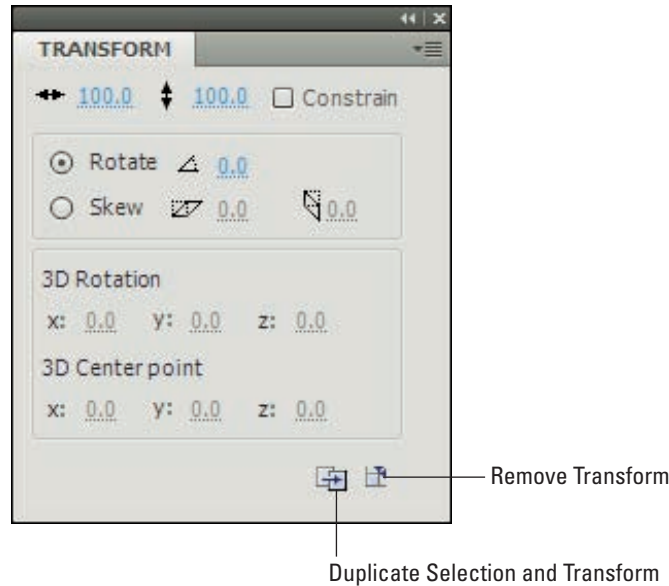 TRANSFORM
100.0 100.0 Constrain
Rotate 0.0
Skew 0.0 0.0
3D Rotation
x: 0.0 y: 0.0 z: 0.0
3D Center point
x: 0.0 y: 0.0 z: 0.0
Remove Transform
Duplicate Selection and Transform